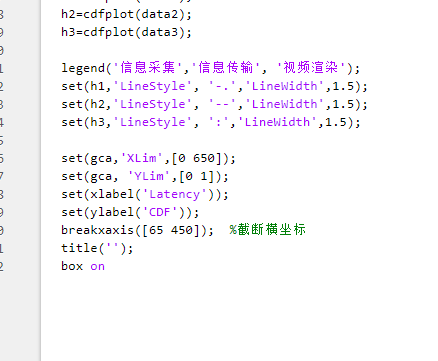 8
h2=cdfplot(data2);
9
h3=cdfplot(data3);
0
1
legend('信息采集','信息传输', '视频渲染');
2
set(h1,'LineStyle', '-.','LineWidth',1.5);
3
set(h2,'LineStyle', '--','LineWidth',1.5);
4
set(h3,'LineStyle', ':','LineWidth',1.5);
5
6
set(gca,'XLim',[0 650]);
7
set(gca, 'YLim',[0 1]);
8
set(xlabel('Latency'));
9
set(ylabel('CDF'));
0
breakxaxis([65 450]);  %截断横坐标
1
title('');
2
box on